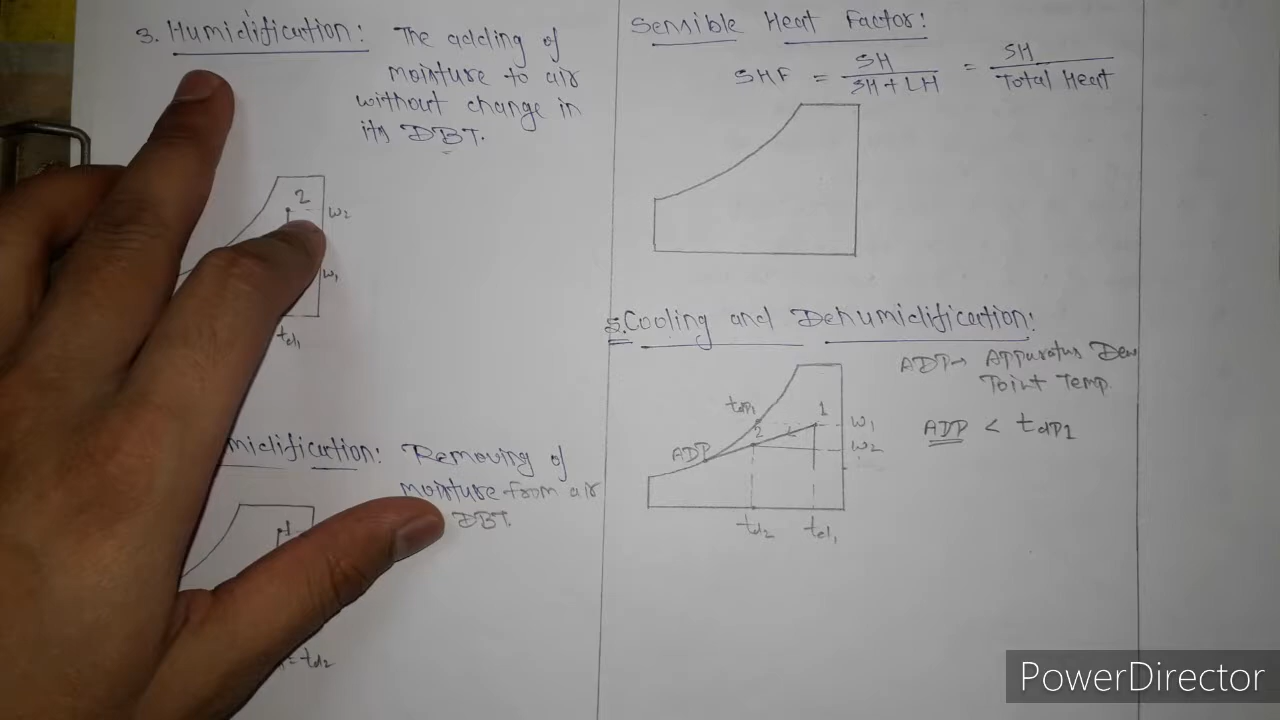 3. Humidification: The adding of
moisture to air
without change in
its DBT.
2
W2
W1
td1
midification: Removing of
moisture from air
DBT.
1
= td2
Sensible Heat Factor:
SHF = SH / SH + LH = SH / Total Heat
5. Cooling and Dehumidification:
ADP → Apparatus Dew
Point Temp.
ADP < tdp1
tdp1
1
W1
2
W2
ADP
td2 td1
PowerDirector